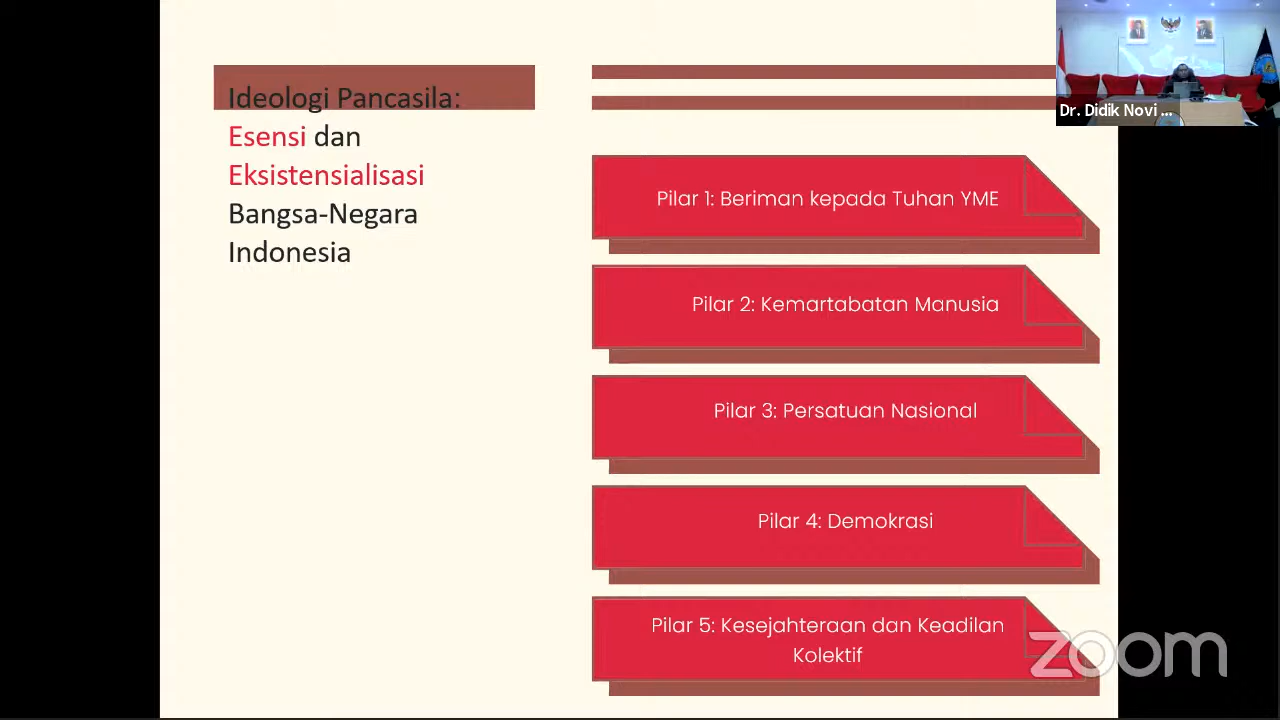 Ideologi Pancasila:
Esensi dan
Eksistensialisasi
Bangsa-Negara
Indonesia
Dr. Didik Novi ...
Pilar 1: Beriman kepada Tuhan YME
Pilar 2: Kemartabatan Manusia
Pilar 3: Persatuan Nasional
Pilar 4: Demokrasi
Pilar 5: Kesejahteraan dan Keadilan
Kolektif
zoom